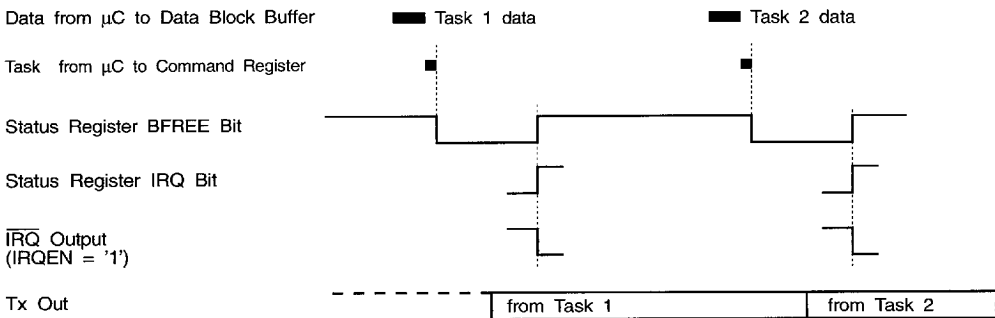 Data from µC to Data Block Buffer Task 1 data Task 2 data
Task from µC to Command Register
Status Register BFREE Bit
Status Register IRQ Bit
IRQ Output
(IRQEN = '1')
Tx Out from Task 1 from Task 2